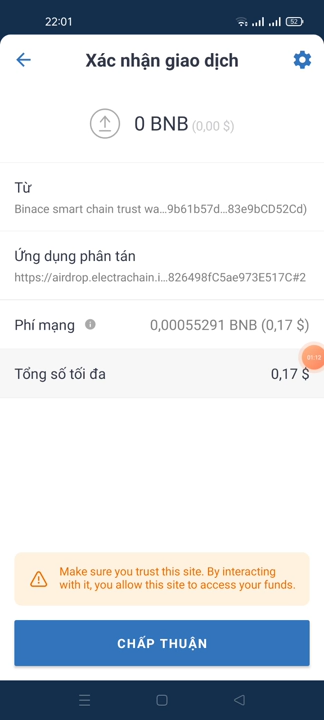 22:01
52
Xác nhận giao dịch
0 BNB (0,00 $)
Từ
Binace smart chain trust wa...9b61b57d...83e9bCD52Cd)
Ứng dụng phân tán
https://airdrop.electrachain.i...826498fC5ae973E517C#2
Phí mạng 0,00055291 BNB (0,17 $)
01:12
Tổng số tối đa 0,17 $
Make sure you trust this site. By interacting
with it, you allow this site to access your funds.
CHẤP THUẬN